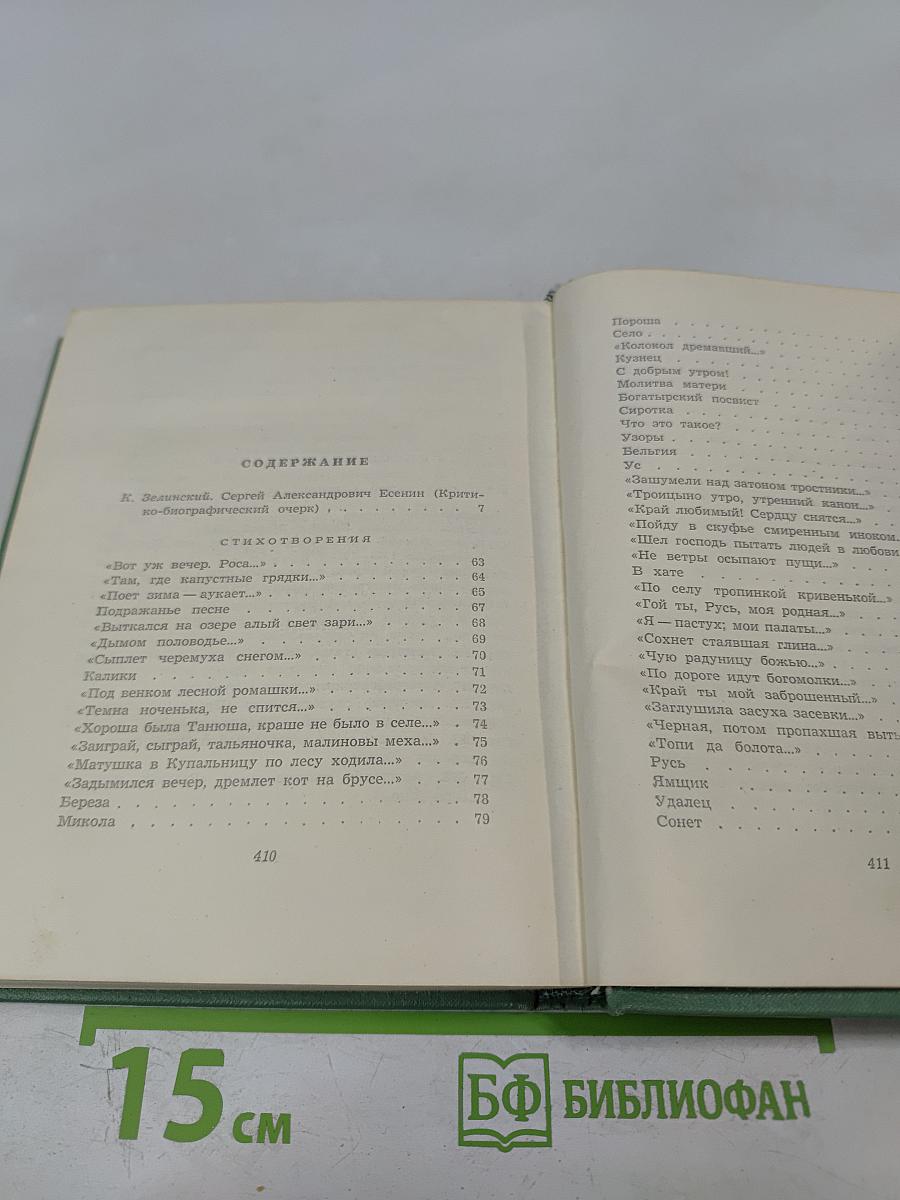 СОДЕРЖАНИЕ
К. Зелинский. Сергей Александрович Есенин (Крити-
ко-биографический очерк) . . . . . . . . . 7
СТИХОТВОРЕНИЯ
«Вот уж вечер. Роса...» . . . . . . . . . . . 63
«Там, где капустные грядки...» . . . . . . . . 64
«Поет зима — аукает...» . . . . . . . . . . . 65
Подражанье песне . . . . . . . . . . . . . 67
«Выткался на озере алый свет зари...» . . . . . 68
«Дымом половодье...» . . . . . . . . . . . . 69
«Сыплет черемуха снегом...» . . . . . . . . . 70
Калики . . . . . . . . . . . . . . . . . . 71
«Под венком лесной ромашки...» . . . . . . . . 72
«Темна ноченька, не спится...» . . . . . . . . 73
«Хороша была Танюша, краше не было в селе...» . 74
«Заиграй, сыграй, тальяночка, малиновы меха...» . 75
«Матушка в Купальницу по лесу ходила...» . . . 76
«Задымился вечер, дремлет кот на брусе...» . . . 77
Береза . . . . . . . . . . . . . . . . . . 78
Микола . . . . . . . . . . . . . . . . . . 79
410
Пороша . . . . . . . .
Село . . . . . . . .
«Колокол дремавший...»
Кузнец . . . . . . . .
С добрым утром! . . . . .
Молитва матери . . . . .
Богатырский посвист . . . .
Сиротка . . . . . . . .
Что это такое? . . . . . .
Узоры . . . . . . . .
Бельгия . . . . . . . .
Ус . . . . . . . .
«Зашумели над затоном тростники...» .
«Троицыно утро, утренний канон...» .
«Край любимый! Сердцу снятся...» . .
«Пойду в скуфье смиренным иноком.
«Шел господь пытать людей в любови
«Не ветры осыпают пущи...» . . .
В хате . . . . . . . .
«По селу тропинкой кривенькой...»
«Гой ты, Русь, моя родная...» . .
«Я — пастух; мои палаты...» . . .
«Сохнет стаявшая глина...» . . .
«Чую радуницу божью...» . . . .
«По дороге идут богомолки...» . .
«Край ты мой заброшенный...» . .
«Заглушила засуха засевки...» . .
«Черная, потом пропахшая выть
«Топи да болота...» . . . . .
Русь . . . . . . . .
Ямщик . . . . . . . .
Удалец . . . . . . . .
Сонет . . . . . . . .
411
15 см
БФ БИБЛИОФАН